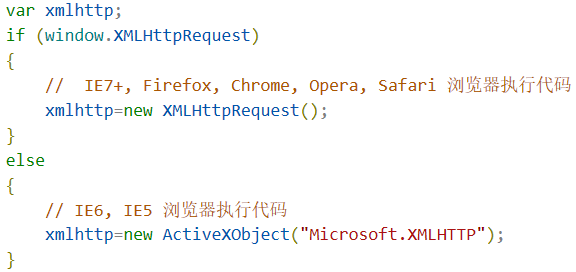 var xmlhttp;
if (window.XMLHttpRequest)
{
    //  IE7+, Firefox, Chrome, Opera, Safari 浏览器执行代码
    xmlhttp=new XMLHttpRequest();
}
else
{
    // IE6, IE5 浏览器执行代码
    xmlhttp=new ActiveXObject("Microsoft.XMLHTTP");
}